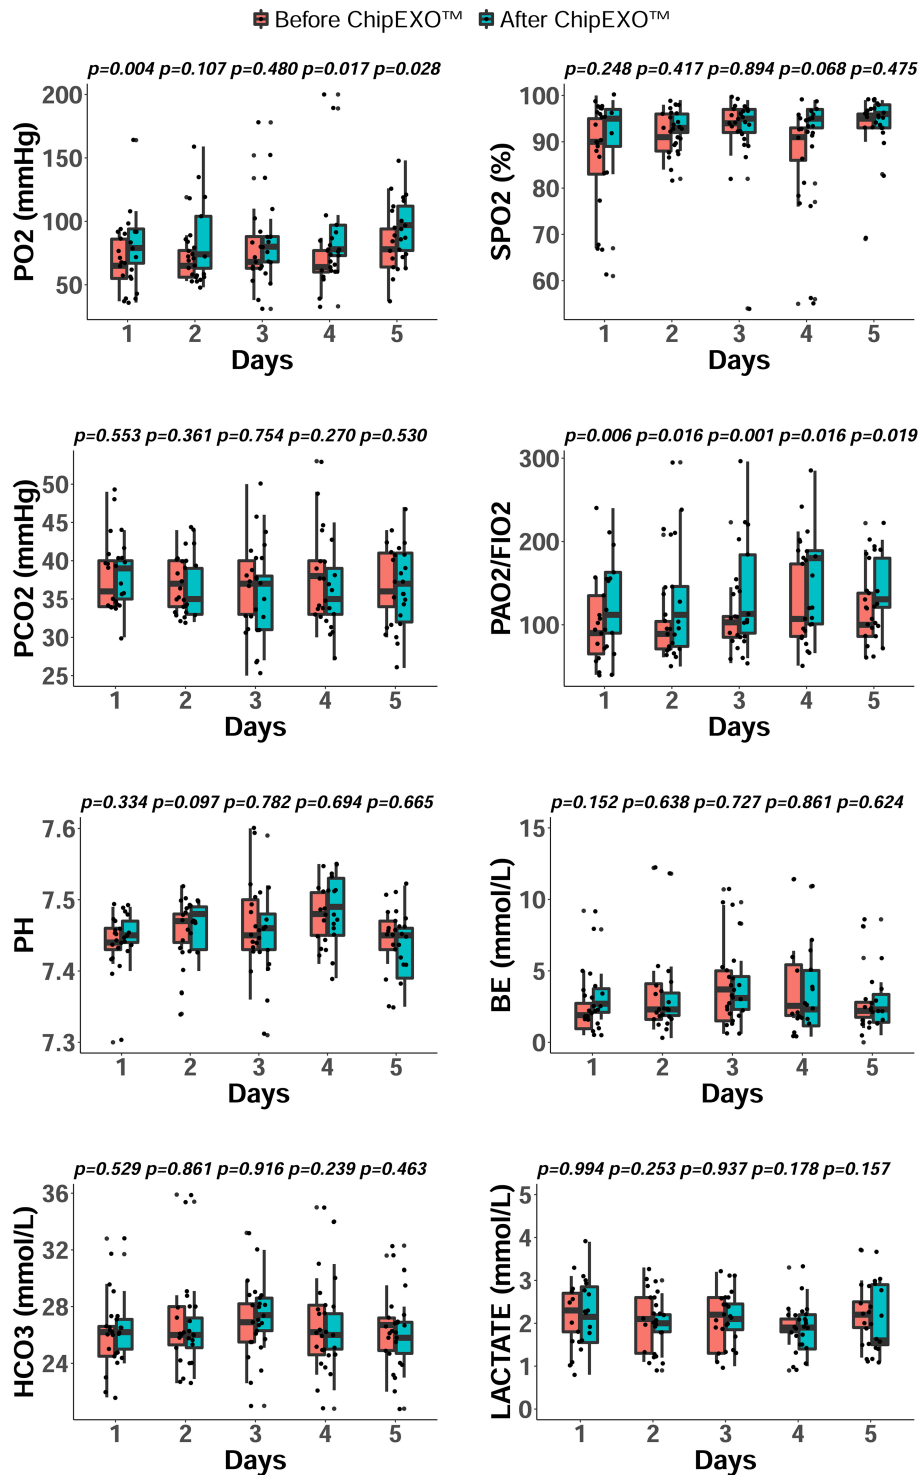 Before ChipEXO™ After ChipEXO™
p=0.004 p=0.107 p=0.480 p=0.017 p=0.028
PO2 (mmHg)
200
150
100
50
1 2 3 4 5
Days
p=0.248 p=0.417 p=0.894 p=0.068 p=0.475
SPO2 (%)
100
90
80
70
60
1 2 3 4 5
Days
p=0.553 p=0.361 p=0.754 p=0.270 p=0.530
PCO2 (mmHg)
50
45
40
35
30
25
1 2 3 4 5
Days
p=0.006 p=0.016 p=0.001 p=0.016 p=0.019
PAO2/FIO2
300
200
100
1 2 3 4 5
Days
p=0.334 p=0.097 p=0.782 p=0.694 p=0.665
PH
7.6
7.5
7.4
7.3
1 2 3 4 5
Days
p=0.152 p=0.638 p=0.727 p=0.861 p=0.624
BE (mmol/L)
15
10
5
0
1 2 3 4 5
Days
p=0.529 p=0.861 p=0.916 p=0.239 p=0.463
HCO3 (mmol/L)
36
32
28
24
1 2 3 4 5
Days
p=0.994 p=0.253 p=0.937 p=0.178 p=0.157
LACTATE (mmol/L)
5
4
3
2
1
0
1 2 3 4 5
Days